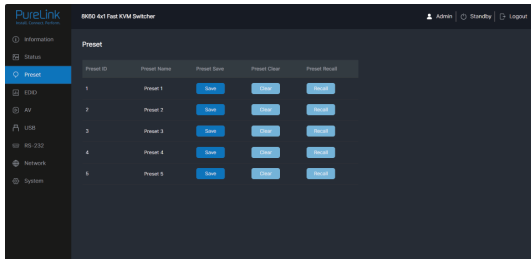 PureLink
8K60 4x1 Fast KVM Switcher
Admin
Standby
Logout
Information
Status
Preset
EDID
AV
USB
RS-232
Network
System
Preset
Preset ID Preset Name Preset Save Preset Clear Preset Recall
1 Preset 1 Save Clear Recall
2 Preset 2 Save Clear Recall
3 Preset 3 Save Clear Recall
4 Preset 4 Save Clear Recall
5 Preset 5 Save Clear Recall